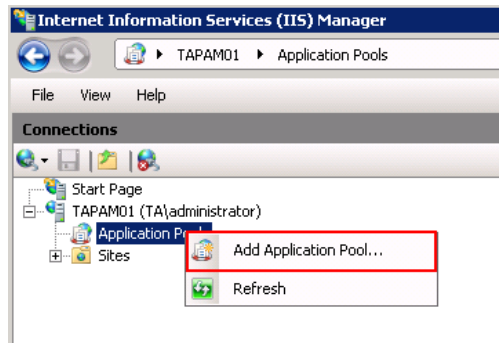 Internet Information Services (IIS) Manager
TAPAM01 Application Pools
File View Help
Connections
Start Page
TAPAM01 (TA\administrator)
Application
Add Application Pool...
Sites
Refresh